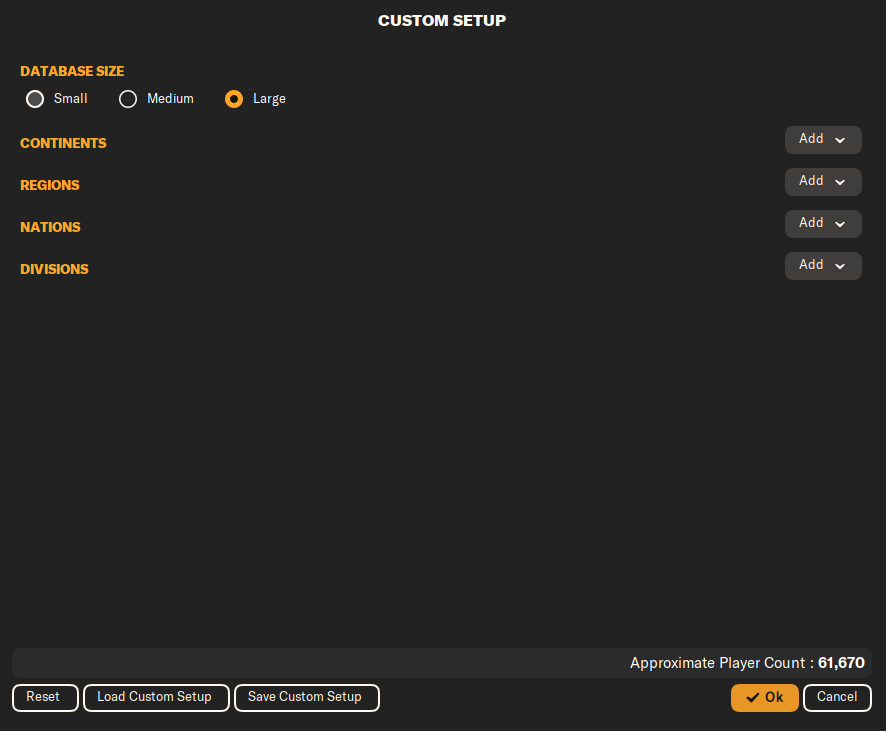 CUSTOM SETUP
DATABASE SIZE
Small Medium Large
CONTINENTS Add
REGIONS Add
NATIONS Add
DIVISIONS Add
Approximate Player Count : 61,670
Reset Load Custom Setup Save Custom Setup Ok Cancel